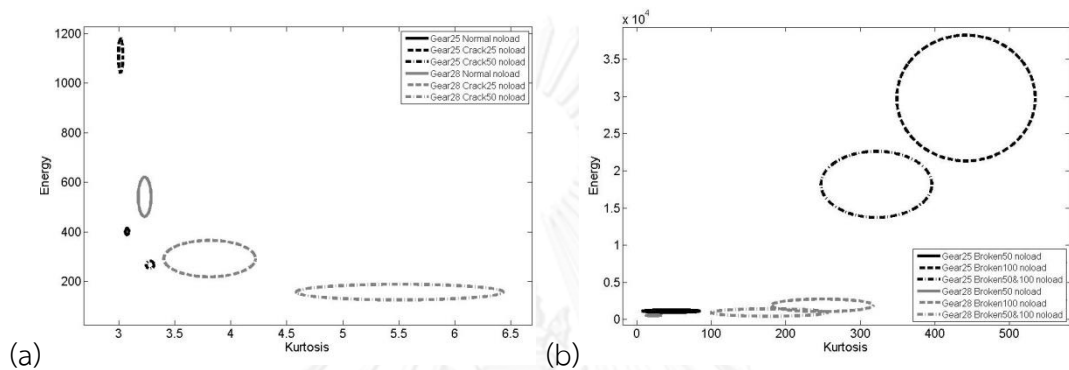 1200
1000
800
600
400
200
Energy
3
3.5
4
4.5
5
5.5
6
6.5
Kurtosis
Gear25 Normal noload
Gear25 Crack25 noload
Gear25 Crack50 noload
Gear28 Normal noload
Gear28 Crack25 noload
Gear28 Crack50 noload
(a)
x 10⁴
3.5
3
2.5
2
1.5
1
0.5
0
Energy
0
100
200
300
400
500
Kurtosis
Gear25 Broken50 noload
Gear25 Broken100 noload
Gear25 Broken50&100 noload
Gear28 Broken50 noload
Gear28 Broken100 noload
Gear28 Broken50&100 noload
(b)